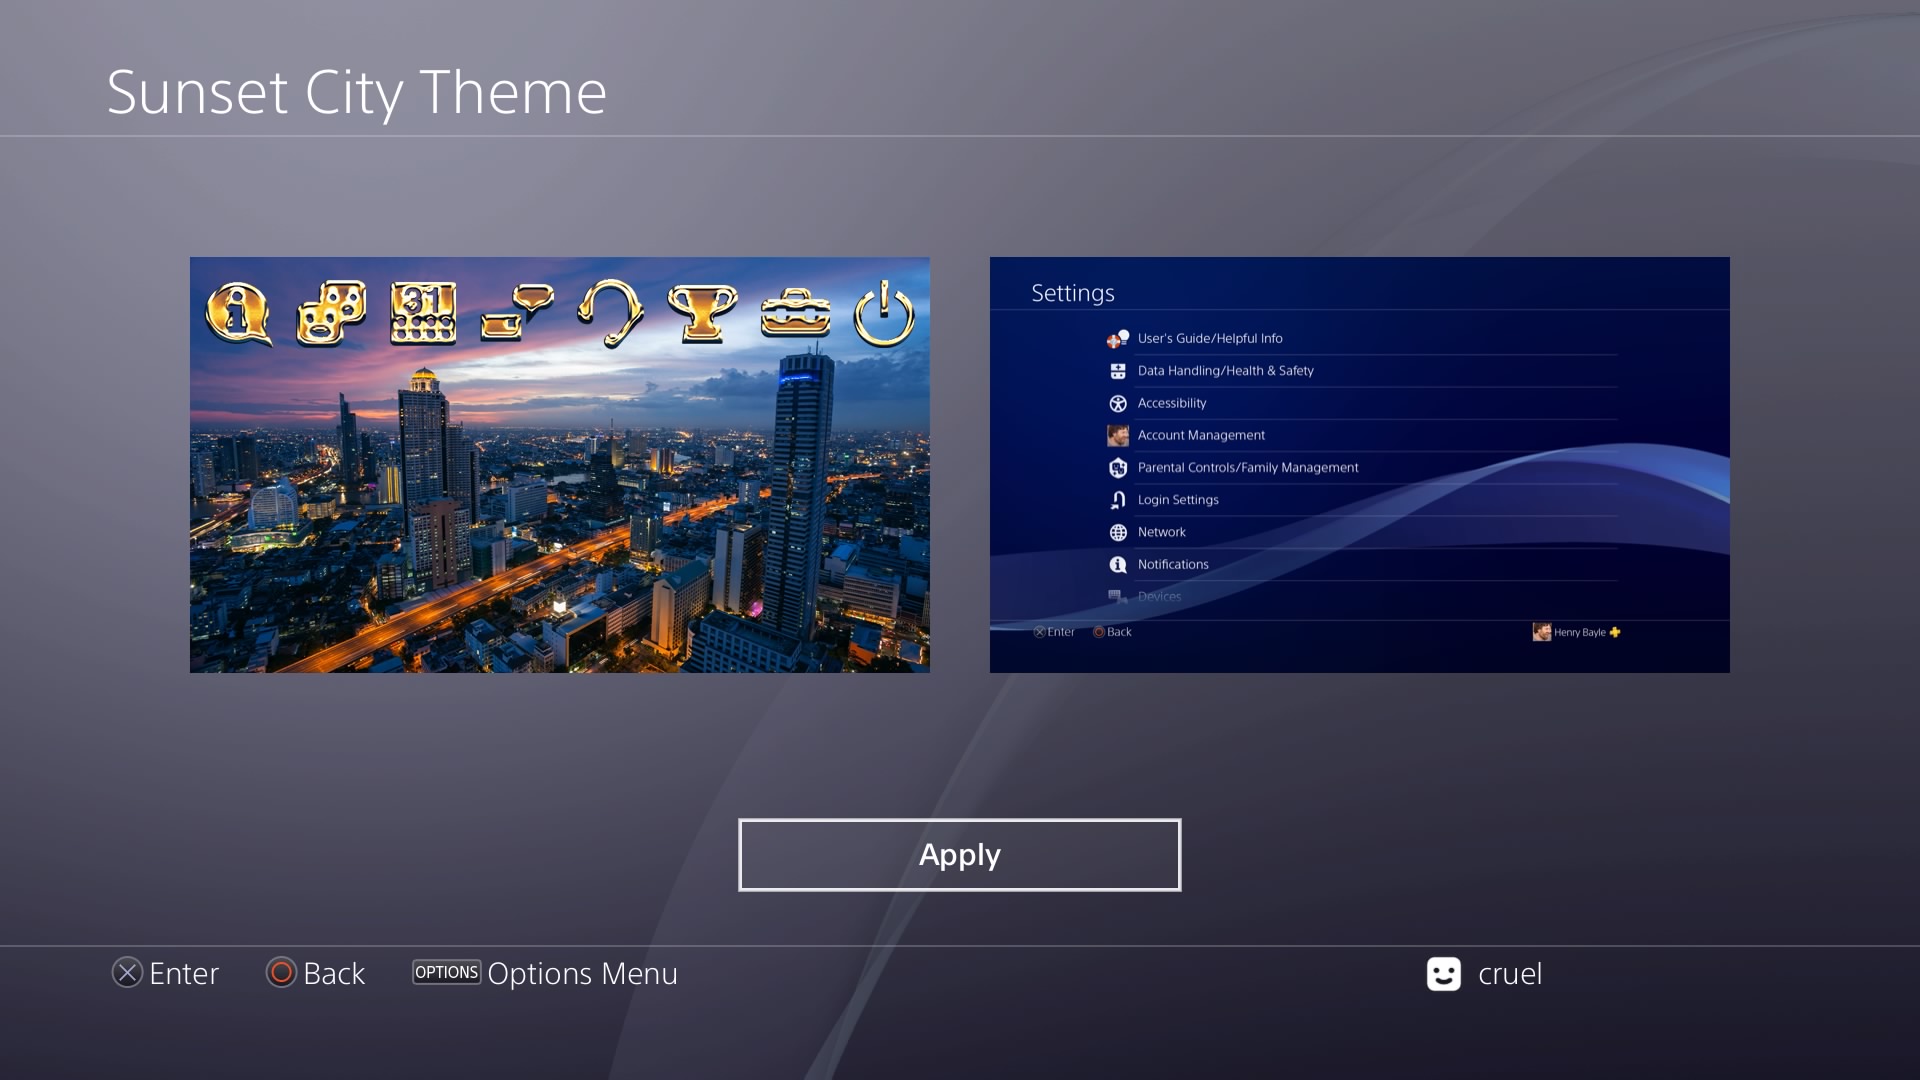 Sunset City Theme
31
Settings
User's Guide/Helpful Info
Data Handling/Health & Safety
Accessibility
Account Management
Parental Controls/Family Management
Login Settings
Network
Notifications
Devices
Enter Back Henry Bayle
Apply
Enter Back OPTIONS Options Menu cruel